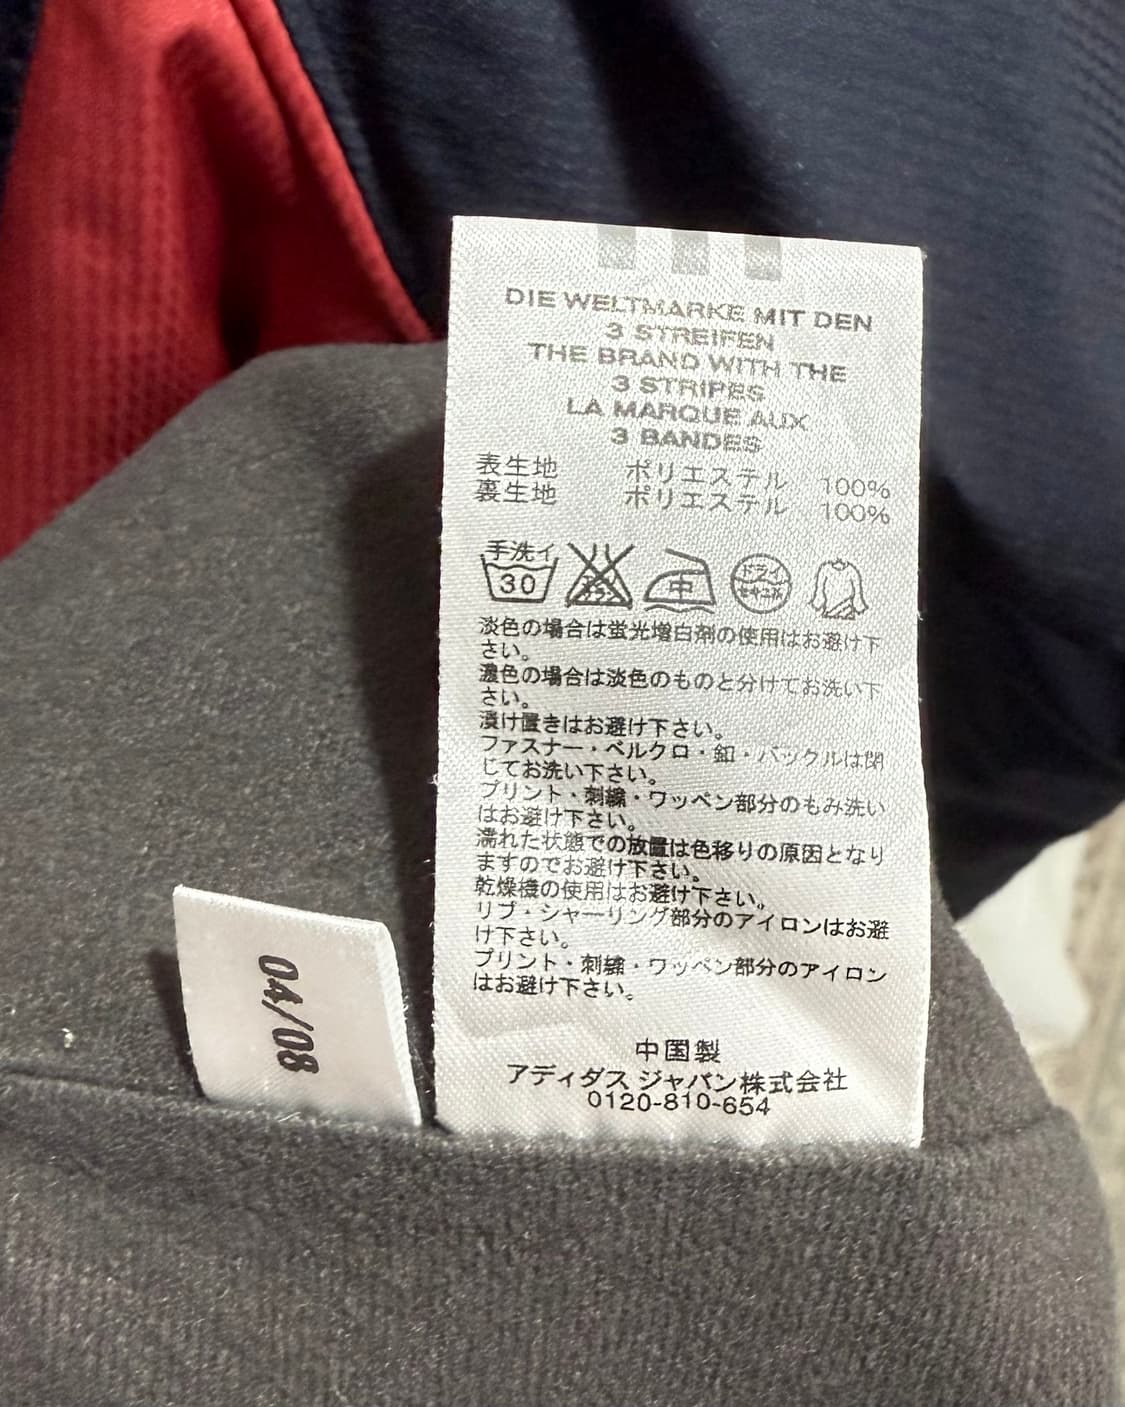 DIE WELTMARKE MIT DEN
3 STREIFEN
THE BRAND WITH THE
3 STRIPES
LA MARQUE AUX
3 BANDES
表生地 ポリエステル 100%
裏生地 ポリエステル 100%
手洗イ
30
中
ドライ
セキユ系
淡色の場合は蛍光増白剤の使用はお避け下
さい。
濃色の場合は淡色のものと分けてお洗い下
さい。
漬け置きはお避け下さい。
ファスナー・ベルクロ・釦・バックルは閉
じてお洗い下さい。
プリント・刺繍・ワッペン部分のもみ洗い
はお避け下さい。
濡れた状態での放置は色移りの原因となり
ますのでお避け下さい。
乾燥機の使用はお避け下さい。
リブ・シャーリング部分のアイロンはお避
け下さい。
プリント・刺繍・ワッペン部分のアイロン
はお避け下さい。
中国製
アディダス ジャパン株式会社
0120-810-654
04/08